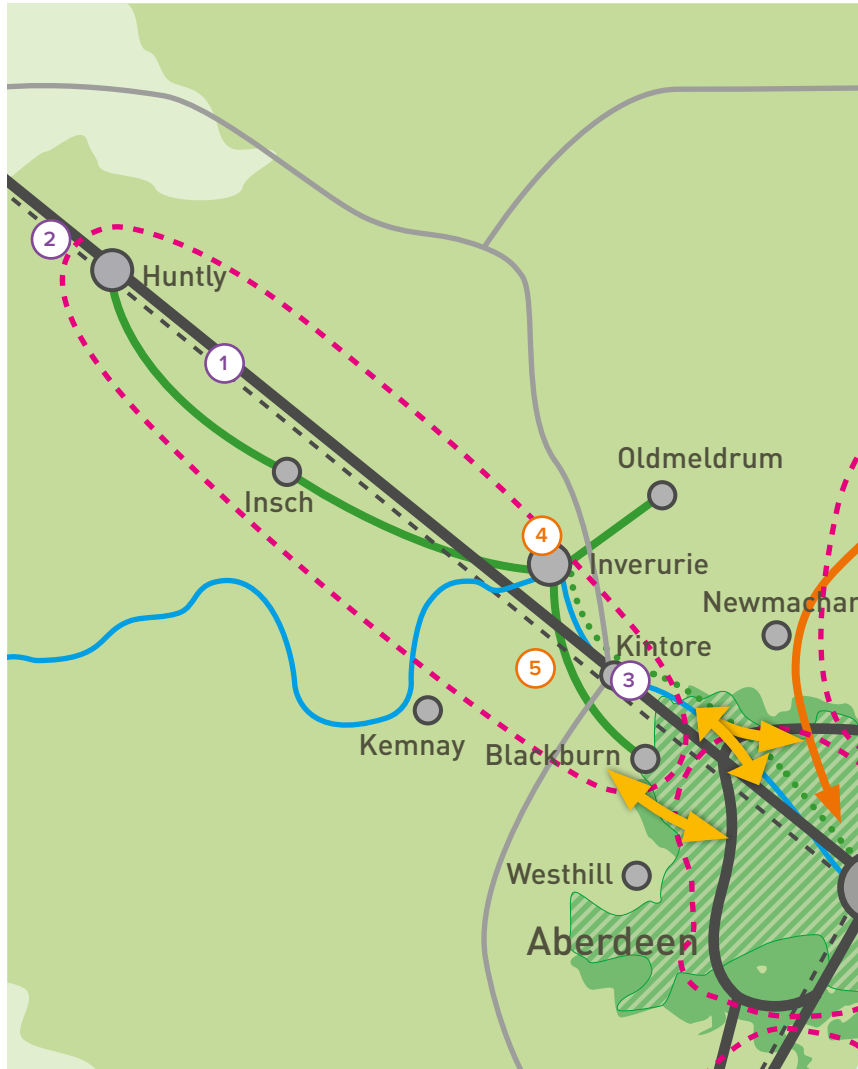 2
Huntly
1
Oldmeldrum
Insch
4
Inverurie
Newmachar
Kintore
5
3
Kemnay
Blackburn
Westhill
Aberdeen